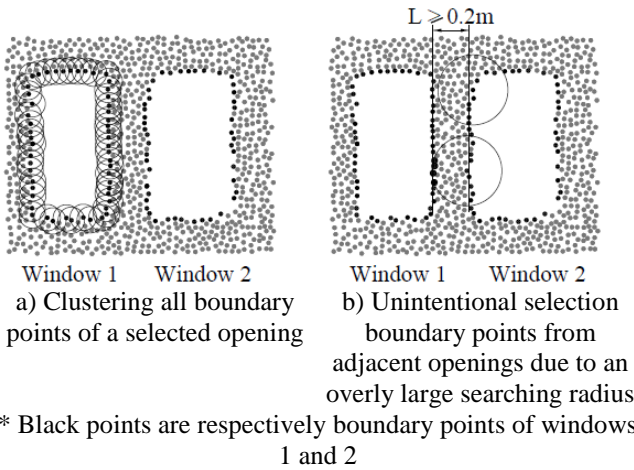 L ⩾ 0.2m
Window 1 Window 2 Window 1 Window 2
a) Clustering all boundary
points of a selected opening
b) Unintentional selection
boundary points from
adjacent openings due to an
overly large searching radius
* Black points are respectively boundary points of windows
1 and 2